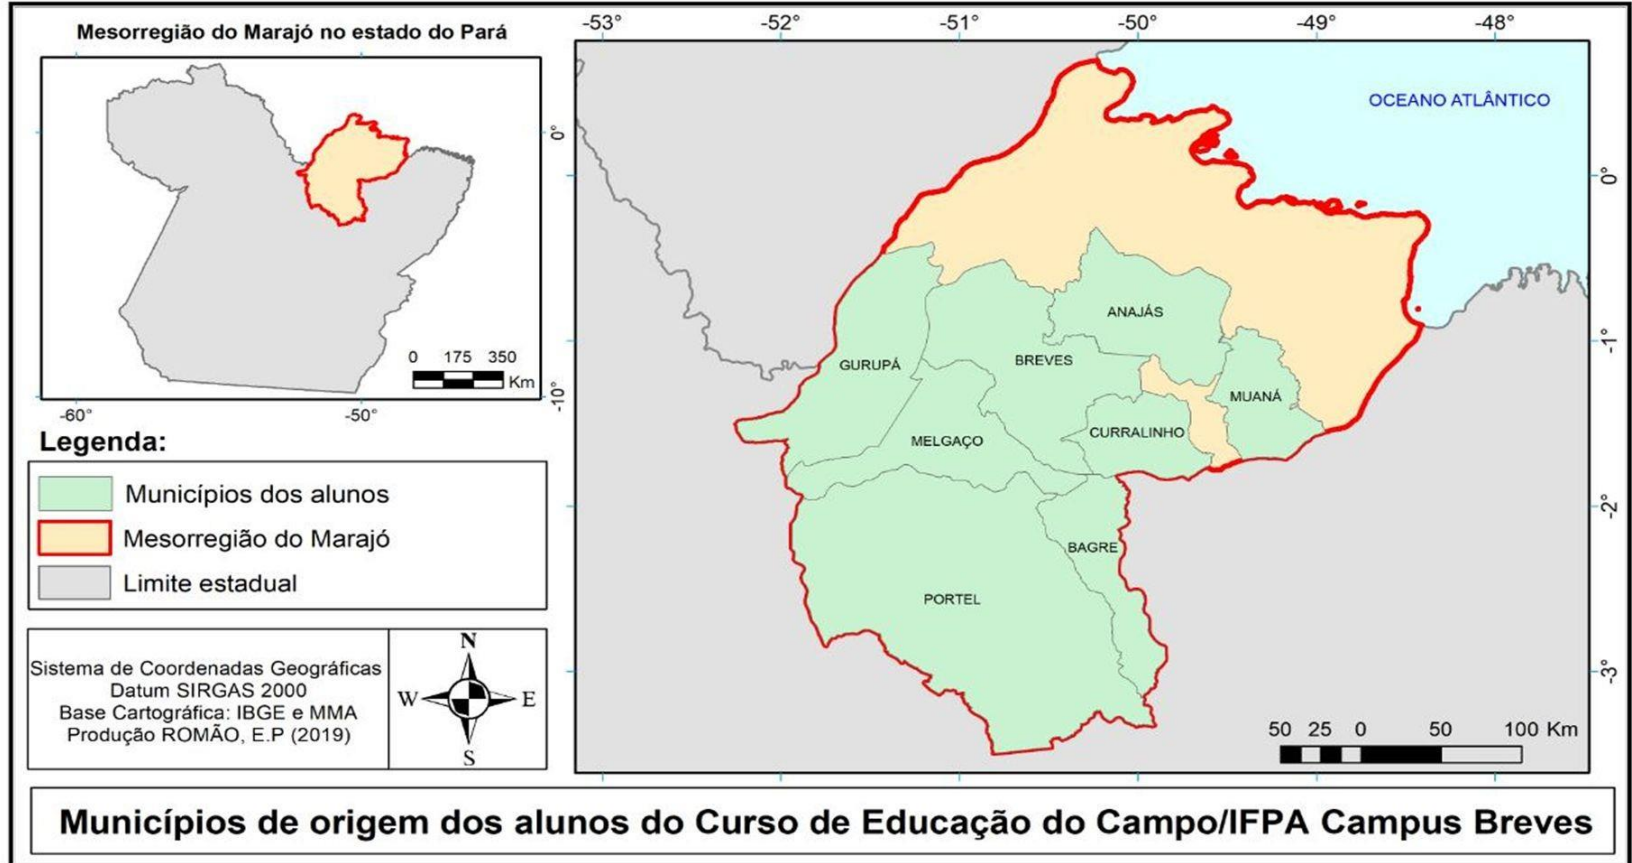 Mesorregião do Marajó no estado do Pará
0°
-10°
-60°
-50°
0 175 350
Km
Legenda:
Municípios dos alunos
Mesorregião do Marajó
Limite estadual
Sistema de Coordenadas Geográficas
Datum SIRGAS 2000
Base Cartográfica: IBGE e MMA
Produção ROMÃO, E.P (2019)
N
W
E
S
-53°
-52°
-51°
-50°
-49°
-48°
0°
-1°
-2°
-3°
OCEANO ATLÂNTICO
ANAJÁS
BREVES
GURUPÁ
MUANÁ
CURRALINHO
MELGAÇO
BAGRE
PORTEL
50 25 0 50 100 Km
Municípios de origem dos alunos do Curso de Educação do Campo/IFPA Campus Breves